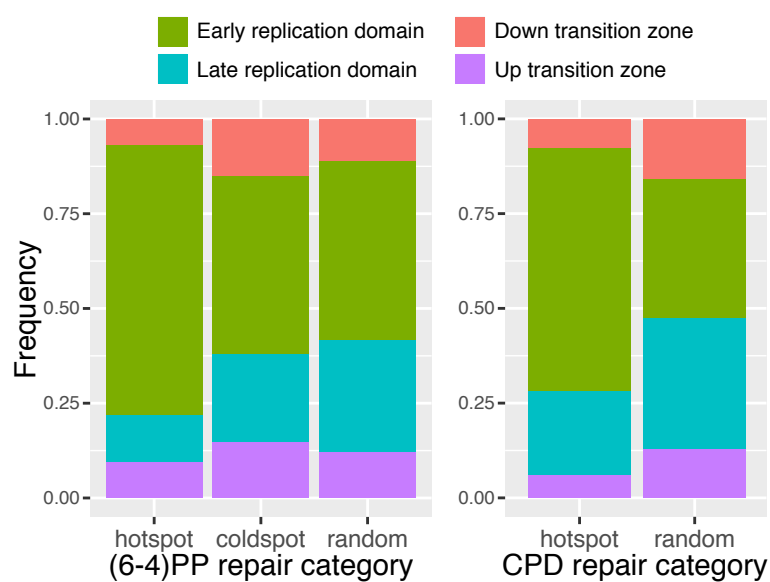 Early replication domain
Down transition zone
Late replication domain
Up transition zone
Frequency
1.00
0.75
0.50
0.25
0.00
hotspot coldspot random
(6-4)PP repair category
1.00
0.75
0.50
0.25
0.00
hotspot random
CPD repair category